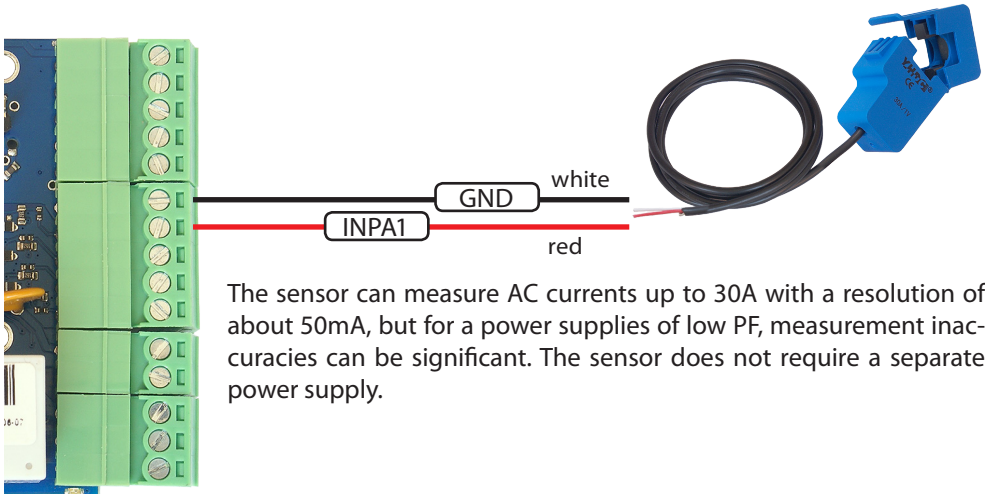 white
GND
INPA1
red
The sensor can measure AC currents up to 30A with a resolution of
about 50mA, but for a power supplies of low PF, measurement inac-
curacies can be significant. The sensor does not require a separate
power supply.